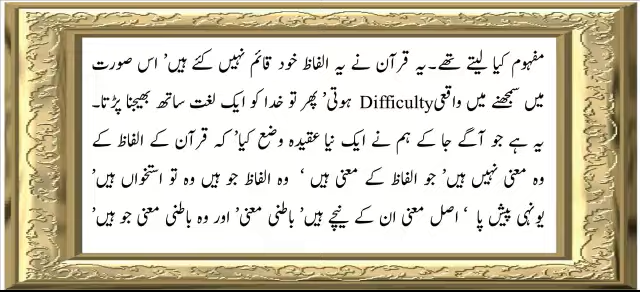 مفہوم کیا لیتے تھے۔ یہ قرآن نے یہ الفاظ خود قائم نہیں کئے ہیں’ اس صورت
میں سمجھنے میں واقعی Difficulty ہوتی’ پھر تو خدا کو ایک لغت ساتھ بھیجنا پڑتا۔
یہ ہے جو آگے جا کے ہم نے ایک نیا عقیدہ وضع کیا’ کہ قرآن کے الفاظ کے
وہ معنی نہیں ہیں’ جو الفاظ کے معنی ہیں ‘ وہ الفاظ جو ہیں وہ تو استخواں ہیں’
یونہی پیش پا ‘ اصل معنی ان کے نیچے ہیں’ باطنی معنی’ اور وہ باطنی معنی جو ہیں’